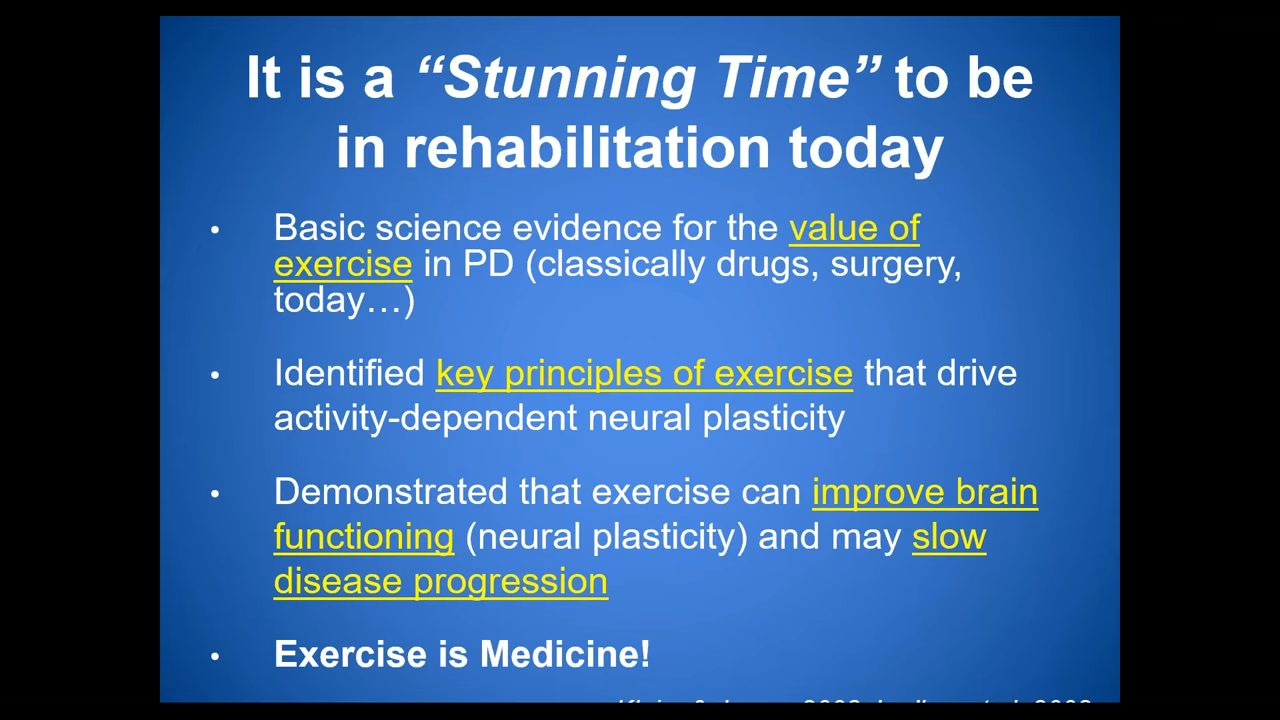 It is a “Stunning Time” to be
in rehabilitation today
• Basic science evidence for the value of
exercise in PD (classically drugs, surgery,
today…)
• Identified key principles of exercise that drive
activity-dependent neural plasticity
• Demonstrated that exercise can improve brain
functioning (neural plasticity) and may slow
disease progression
• Exercise is Medicine!